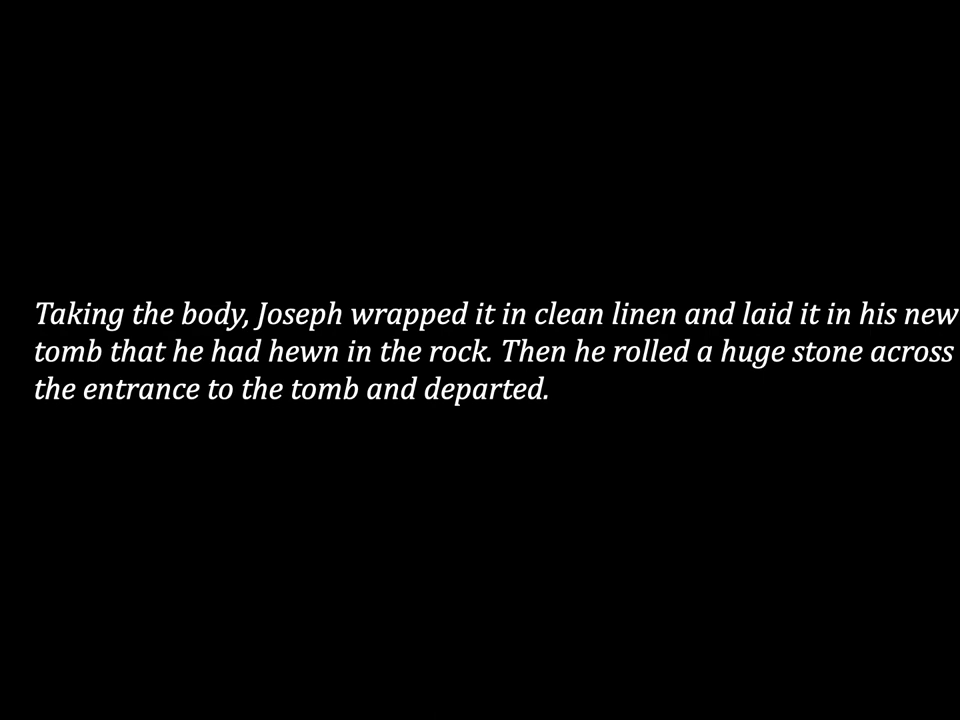 Taking the body, Joseph wrapped it in clean linen and laid it in his new
tomb that he had hewn in the rock. Then he rolled a huge stone across
the entrance to the tomb and departed.